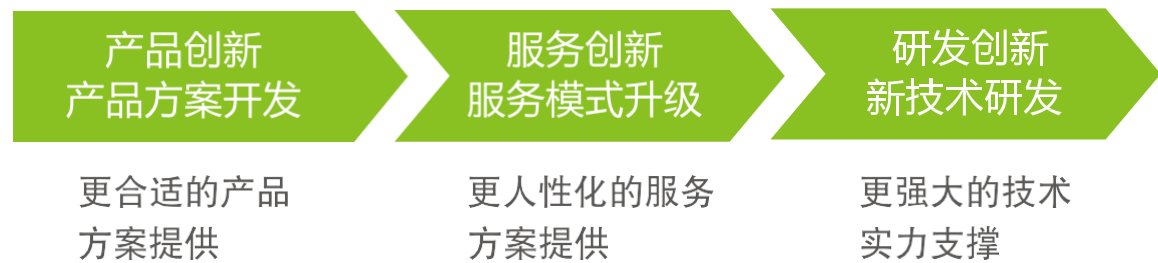 产品创新
产品方案开发
服务创新
服务模式升级
研发创新
新技术研发
更合适的产品
方案提供
更人性化的服务
方案提供
更强大的技术
实力支撑